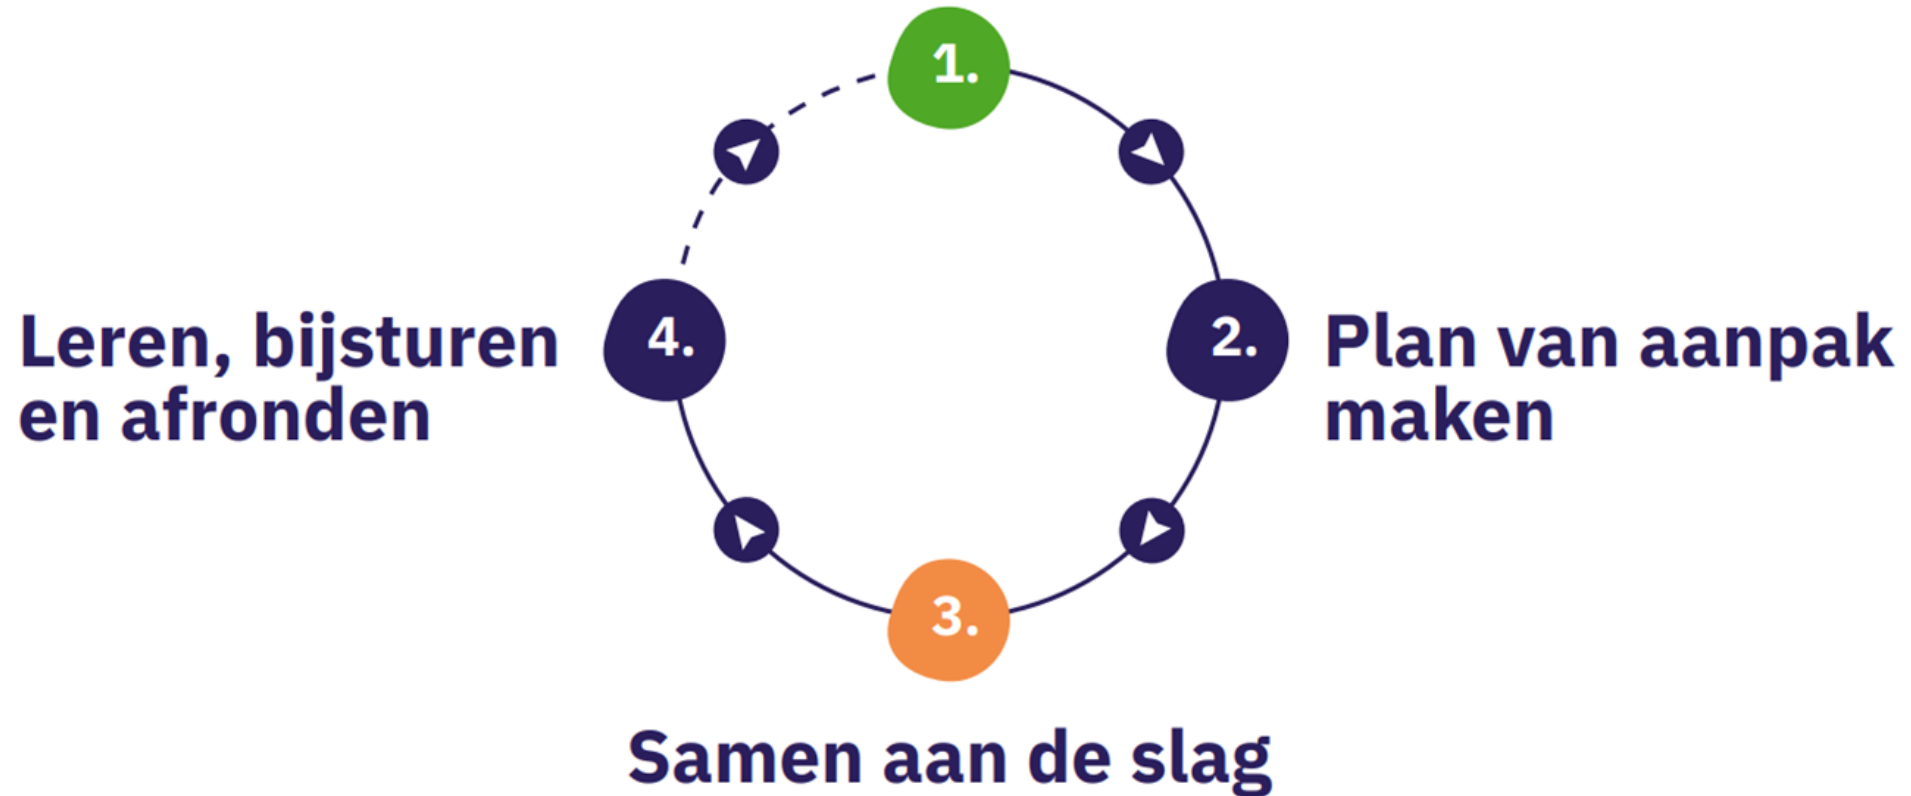 1.
2.
Plan van aanpak
maken
3.
Samen aan de slag
4.
Leren, bijsturen
en afronden